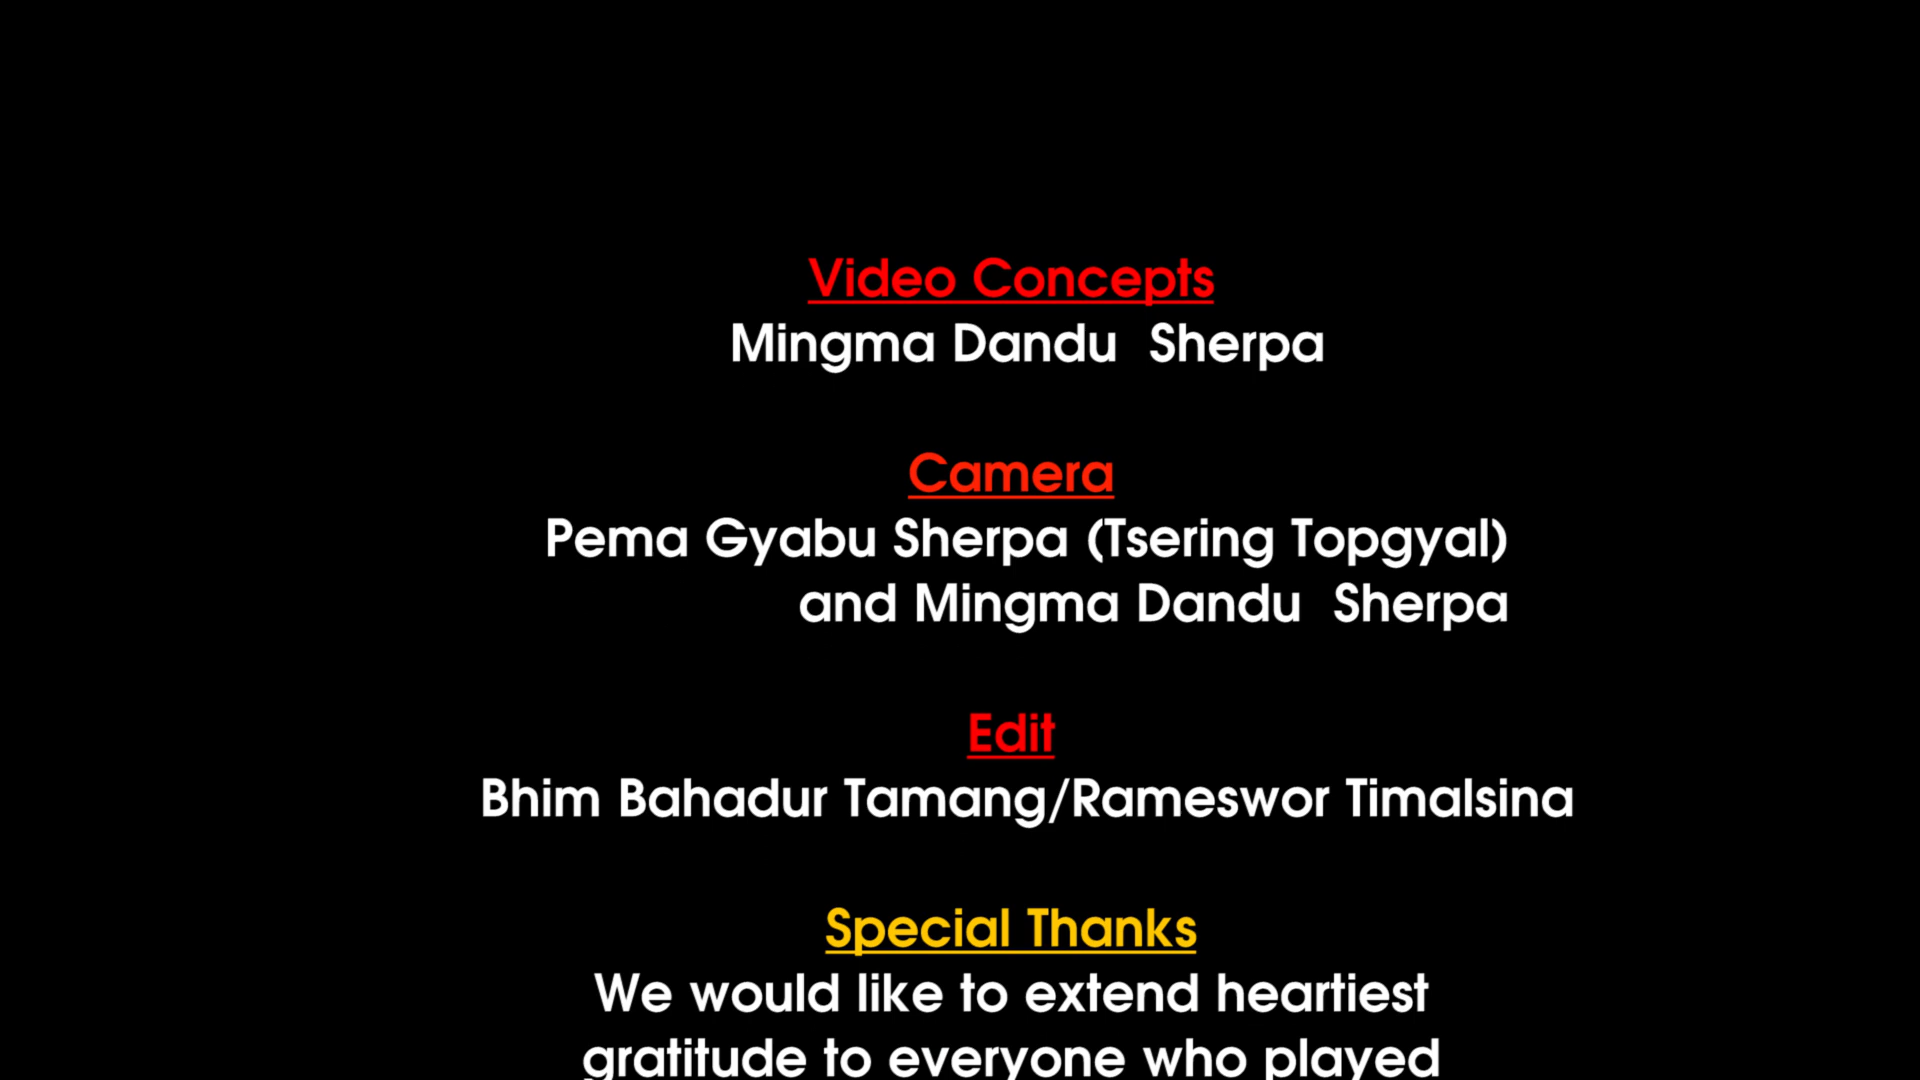 Video Concepts
Mingma Dandu  Sherpa
Camera
Pema Gyabu Sherpa (Tsering Topgyal)
and Mingma Dandu  Sherpa
Edit
Bhim Bahadur Tamang/Rameswor Timalsina
Special Thanks
We would like to extend heartiest
gratitude to everyone who played